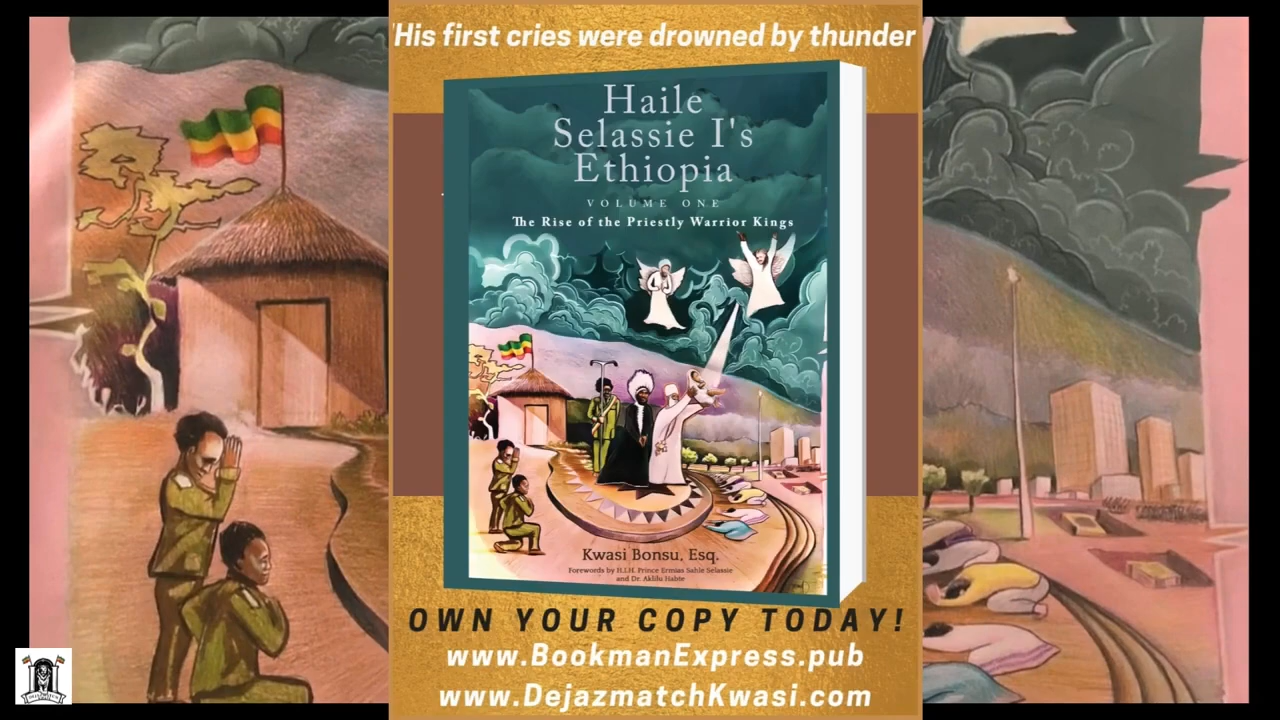 'His first cries were drowned by thunder
Haile
Selassie I's
Ethiopia
VOLUME ONE
The Rise of the Priestly Warrior Kings
Kwasi Bonsu, Esq.
Forewords by H.I.H. Prince Ermias Sahle Selassie
and Dr. Aklilu Habte
OWN YOUR COPY TODAY!
www.BookmanExpress.pub
www.DejazmatchKwasi.com